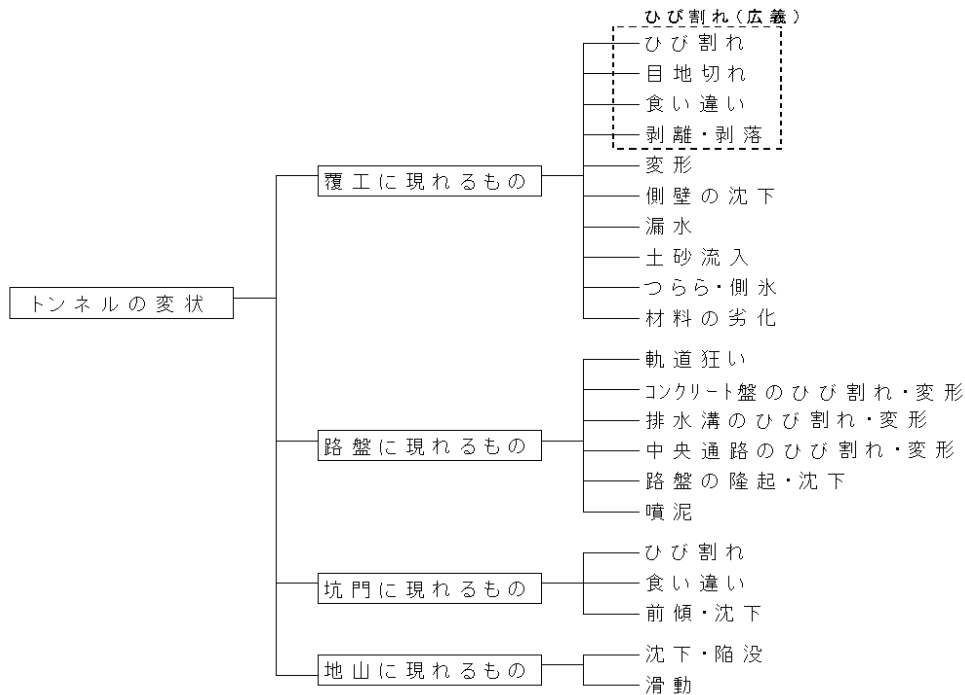 ひび割れ(広義)
ひび割れ
目地切れ
食い違い
剥離・剥落
覆工に現れるもの
変形
側壁の沈下
漏水
土砂流入
つらら・側氷
材料の劣化
トンネルの変状
軌道狂い
コンクリート盤のひび割れ・変形
排水溝のひび割れ・変形
路盤に現れるもの
中央通路のひび割れ・変形
路盤の隆起・沈下
噴泥
ひび割れ
坑門に現れるもの
食い違い
前傾・沈下
地山に現れるもの
沈下・陥没
滑動